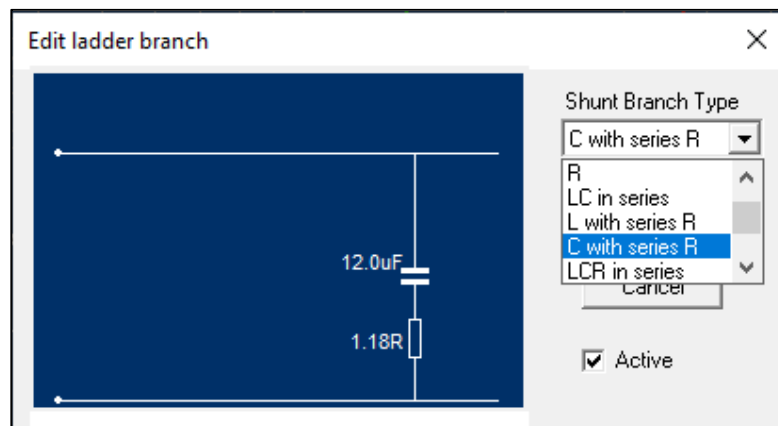 Edit ladder branch
Shunt Branch Type
C with series R
R
LC in series
L with series R
C with series R
LCR in series
Cancel
12.0uF
1.18R
Active